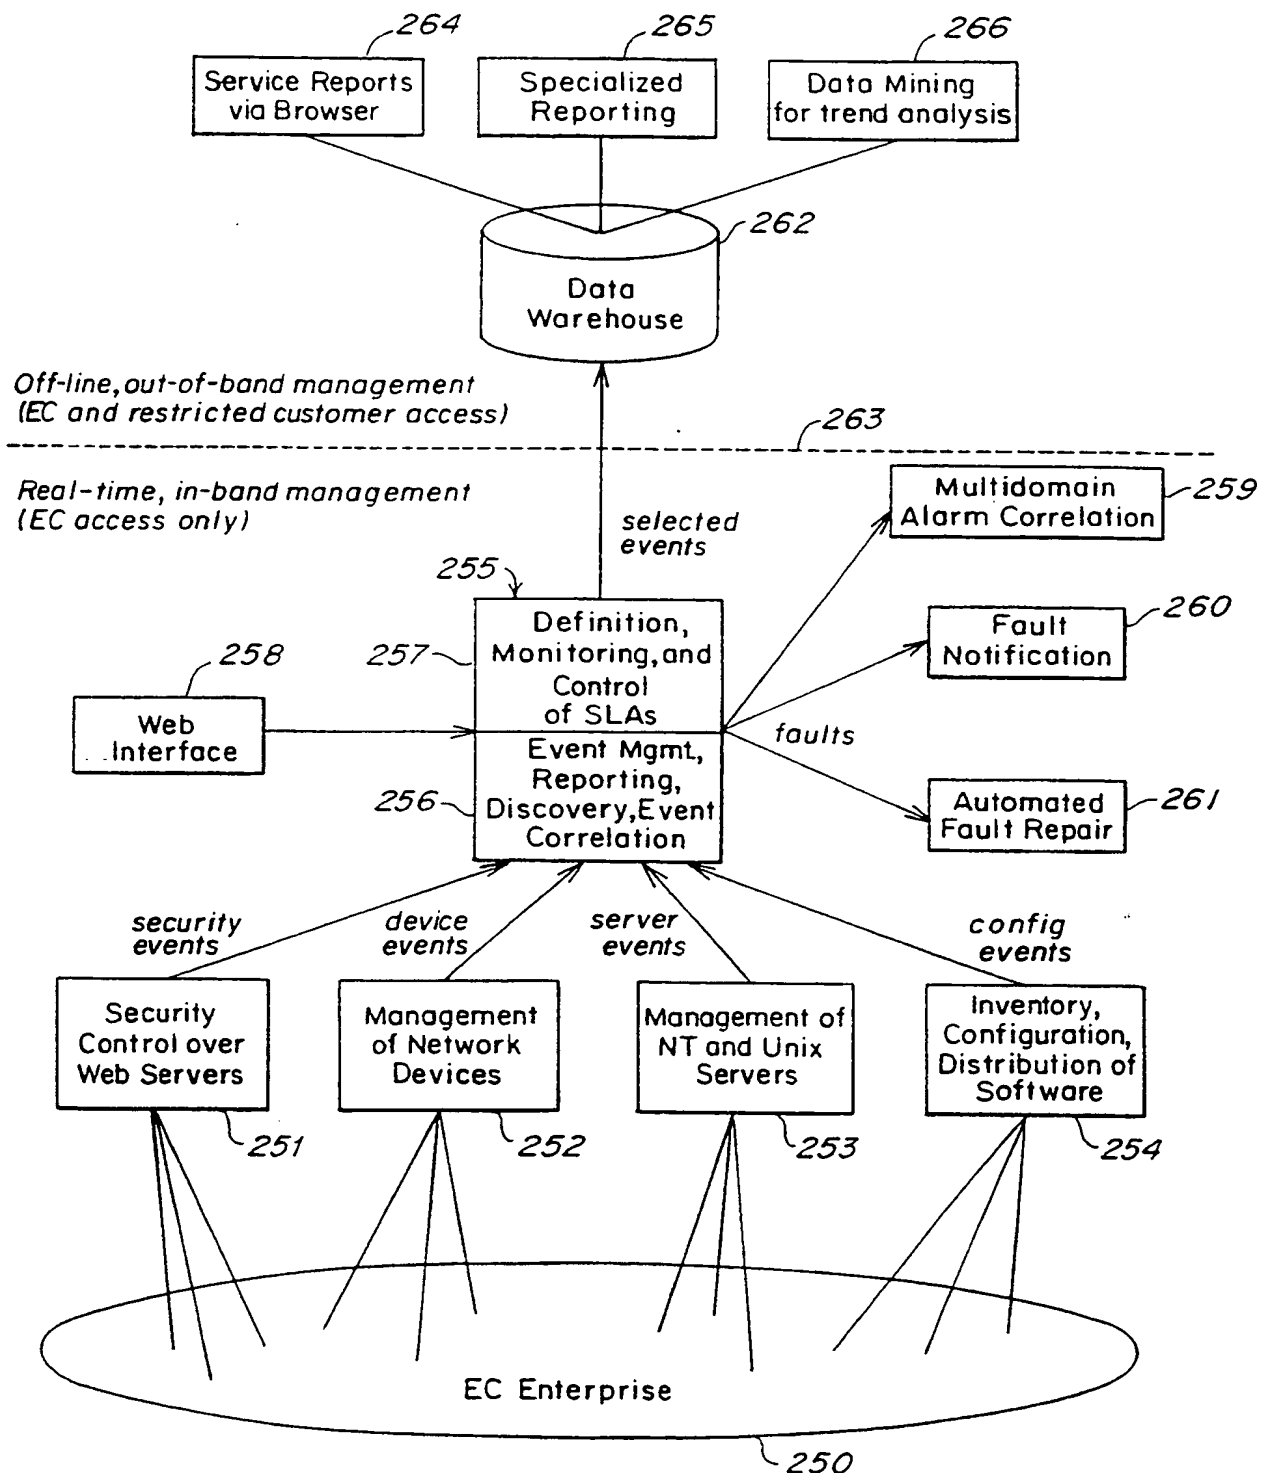 264
265
266
Service Reports
via Browser
Specialized
Reporting
Data Mining
for trend analysis
262
Data
Warehouse
Off-line, out-of-band management
(EC and restricted customer access)
263
Real-time, in-band management
(EC access only)
selected
events
Multidomain
Alarm Correlation
259
255
257
Definition,
Monitoring, and
Control
of SLAs
258
Web
Interface
Fault
Notification
260
faults
256
Event Mgmt,
Reporting,
Discovery, Event
Correlation
Automated
Fault Repair
261
security
events
device
events
server
events
config
events
Security
Control over
Web Servers
251
Management
of Network
Devices
252
Management of
NT and Unix
Servers
253
Inventory,
Configuration,
Distribution of
Software
254
EC Enterprise
250